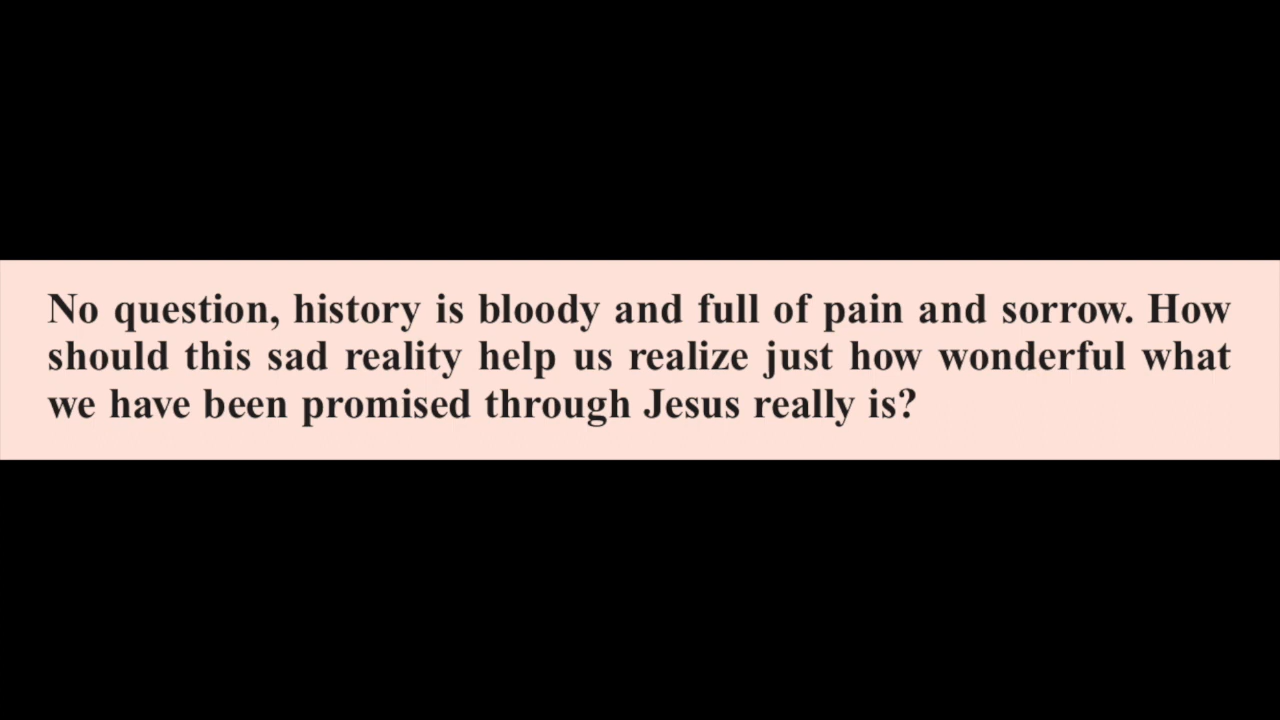 No question, history is bloody and full of pain and sorrow. How
should this sad reality help us realize just how wonderful what
we have been promised through Jesus really is?